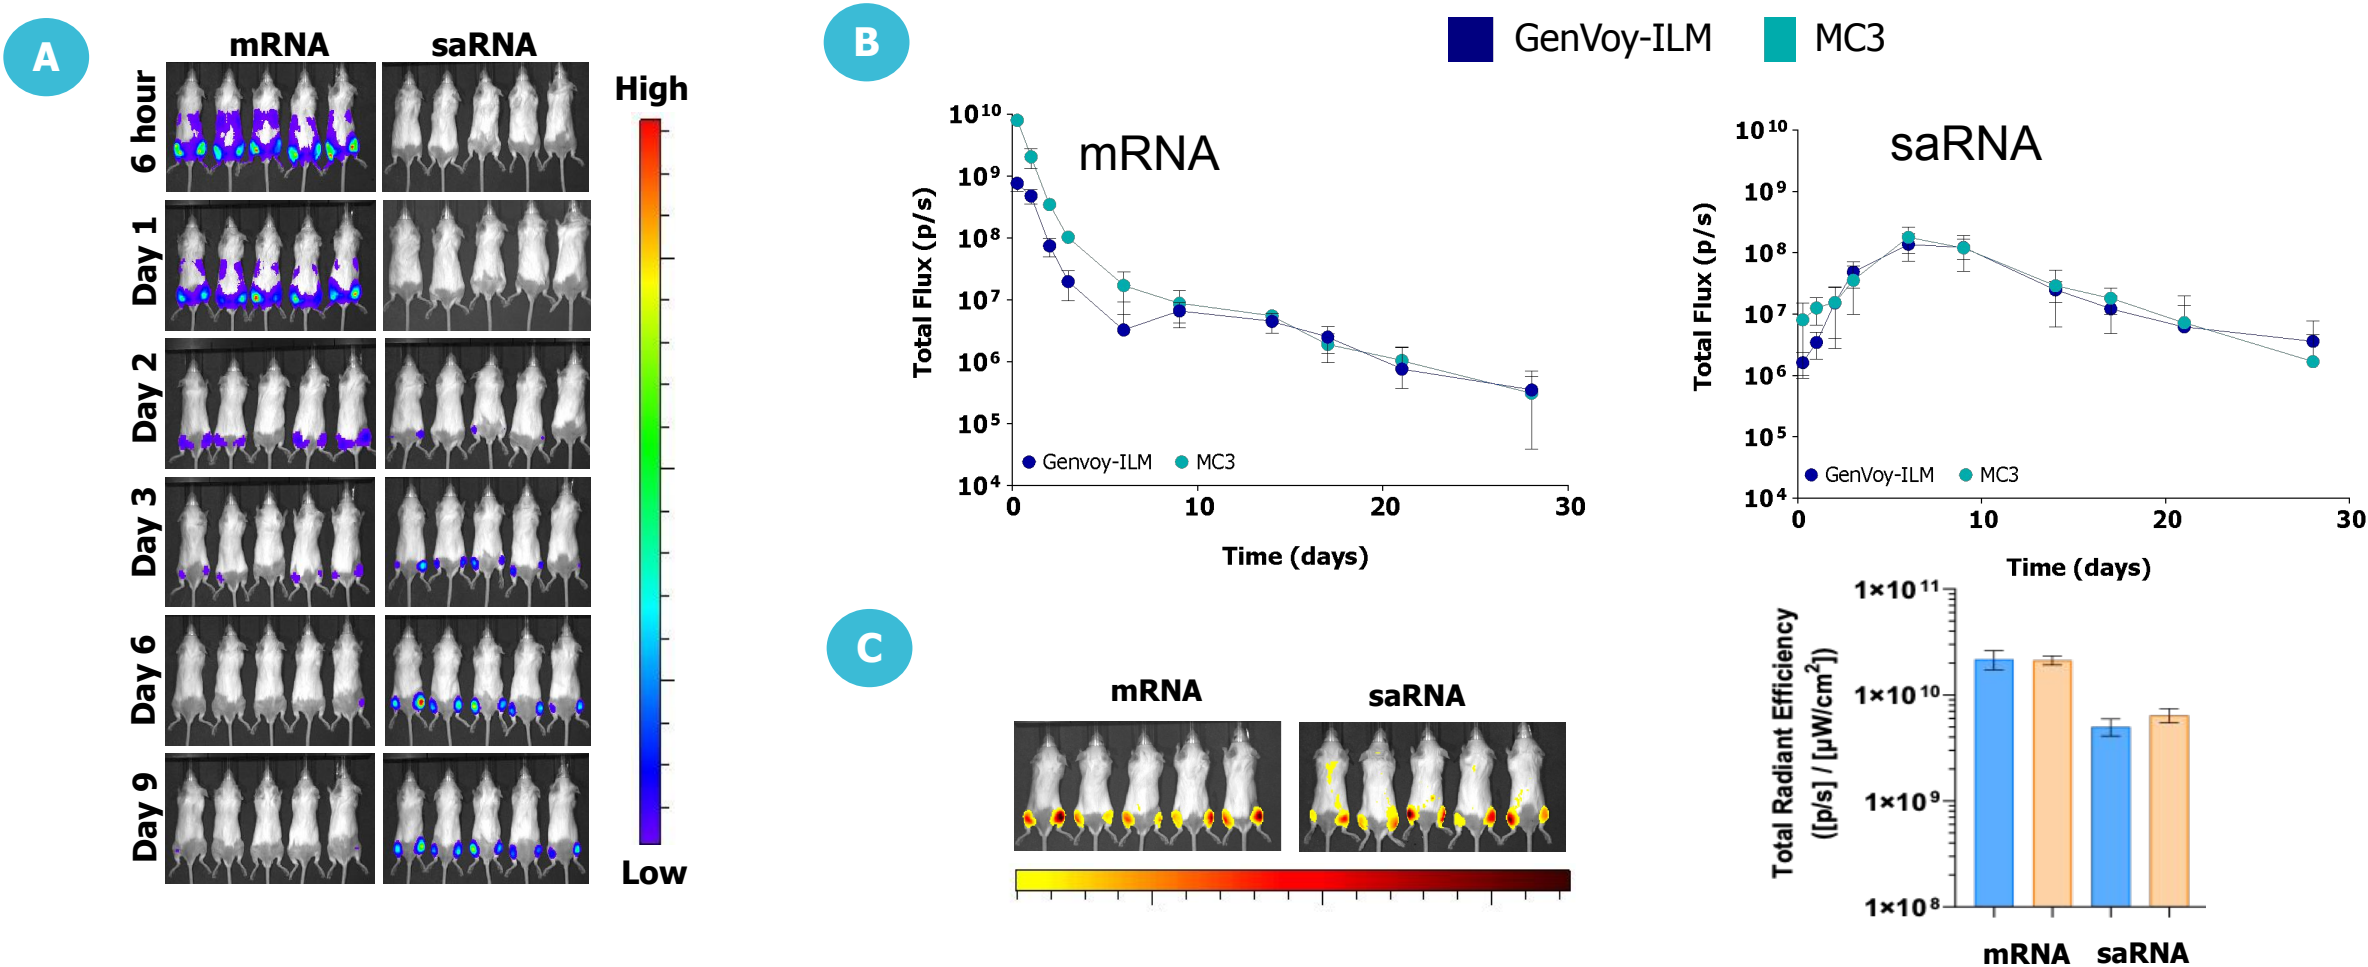 A
mRNA
saRNA
6 hour
Day 1
Day 2
Day 3
Day 6
Day 9
High
Low
B
GenVoy-ILM
MC3
mRNA
Total Flux (p/s)
10¹⁰
10⁹
10⁸
10⁷
10⁶
10⁵
10⁴
Genvoy-ILM
MC3
0
10
20
30
Time (days)
saRNA
Total Flux (p/s)
10¹⁰
10⁹
10⁸
10⁷
10⁶
10⁵
10⁴
GenVoy-ILM
MC3
0
10
20
30
Time (days)
C
mRNA
saRNA
Total Radiant Efficiency
([p/s] / [µW/cm²])
1×10¹¹
1×10¹⁰
1×10⁹
1×10⁸
mRNA
saRNA